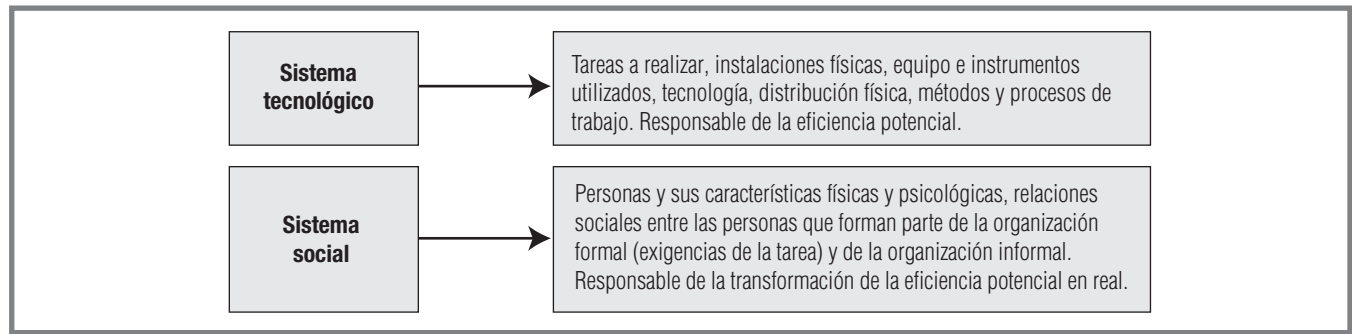 Sistema
tecnológico
Tareas a realizar, instalaciones físicas, equipo e instrumentos
utilizados, tecnología, distribución física, métodos y procesos de
trabajo. Responsable de la eficiencia potencial.
Sistema
social
Personas y sus características físicas y psicológicas, relaciones
sociales entre las personas que forman parte de la organización
formal (exigencias de la tarea) y de la organización informal.
Responsable de la transformación de la eficiencia potencial en real.